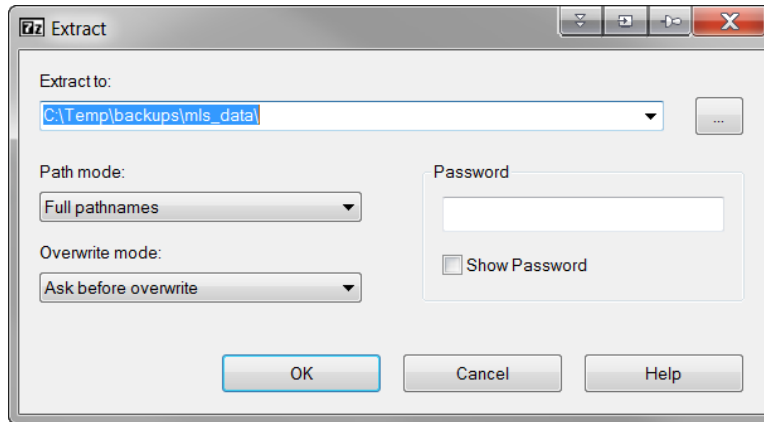 7z Extract
Extract to:
C:\Temp\backups\mls_data\
...
Path mode:
Full pathnames
Overwrite mode:
Ask before overwrite
Password
Show Password
OK
Cancel
Help